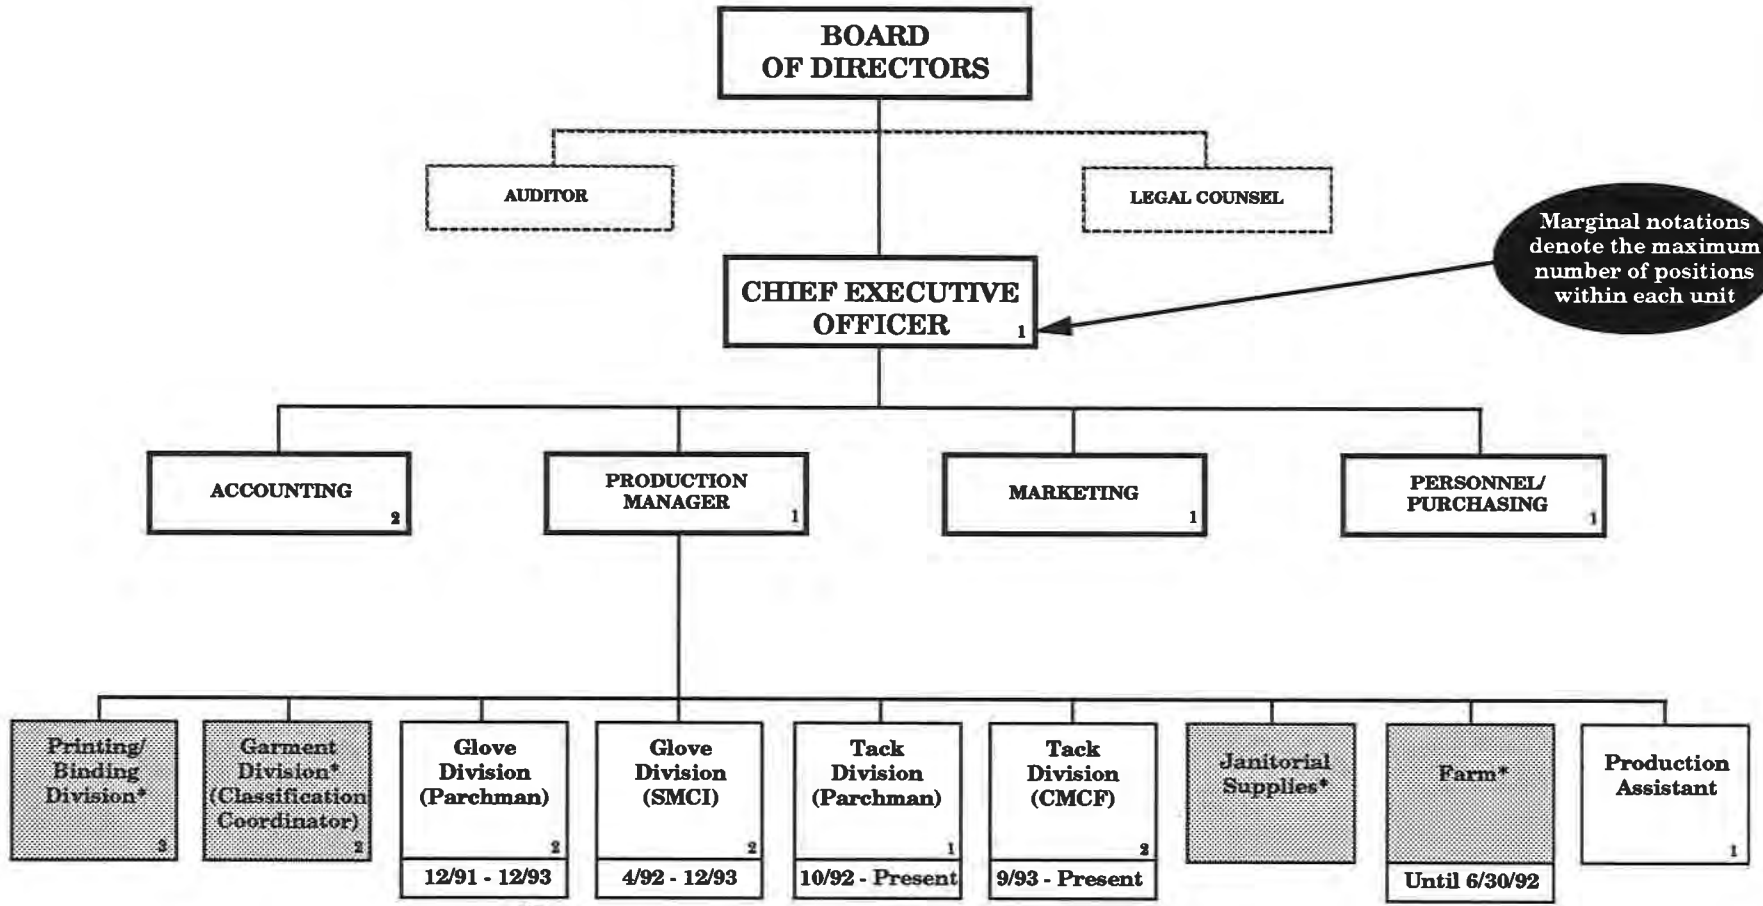 BOARD
OF DIRECTORS
AUDITOR
LEGAL COUNSEL
Marginal notations
denote the maximum
number of positions
within each unit
CHIEF EXECUTIVE
OFFICER
1
ACCOUNTING
2
PRODUCTION
MANAGER
1
MARKETING
1
PERSONNEL/
PURCHASING
1
Printing/
Binding
Division*
3
Garment
Division*
(Classification
Coordinator)
2
Glove
Division
(Parchman)
2
12/91 - 12/93
Glove
Division
(SMCI)
2
4/92 - 12/93
Tack
Division
(Parchman)
1
10/92 - Present
Tack
Division
(CMCF)
2
9/93 - Present
Janitorial
Supplies*
Farm*
Until 6/30/92
Production
Assistant
1